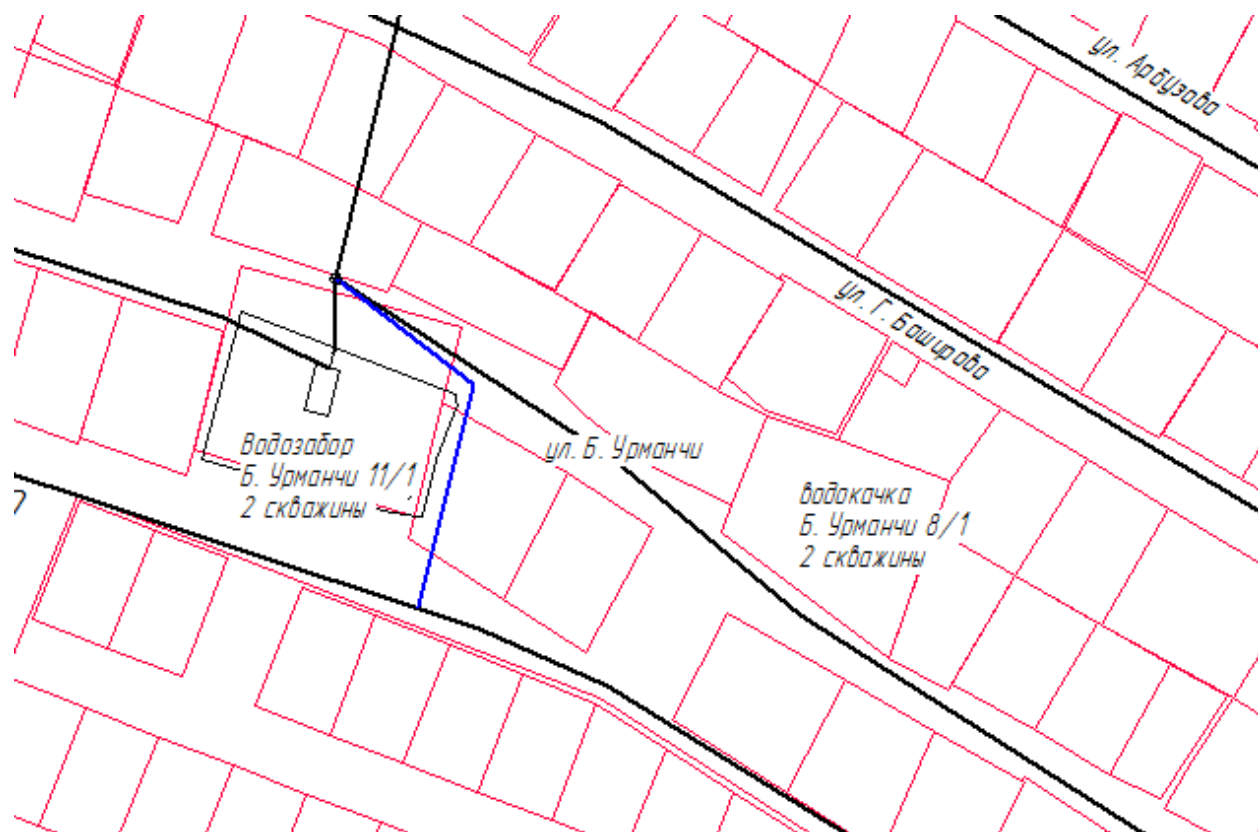 ул. Арбузова
ул. Г. Баширова
ул. Б. Урманчи
Водозабор
Б. Урманчи 11/1
2 скважины
водокачка
Б. Урманчи 8/1
2 скважины